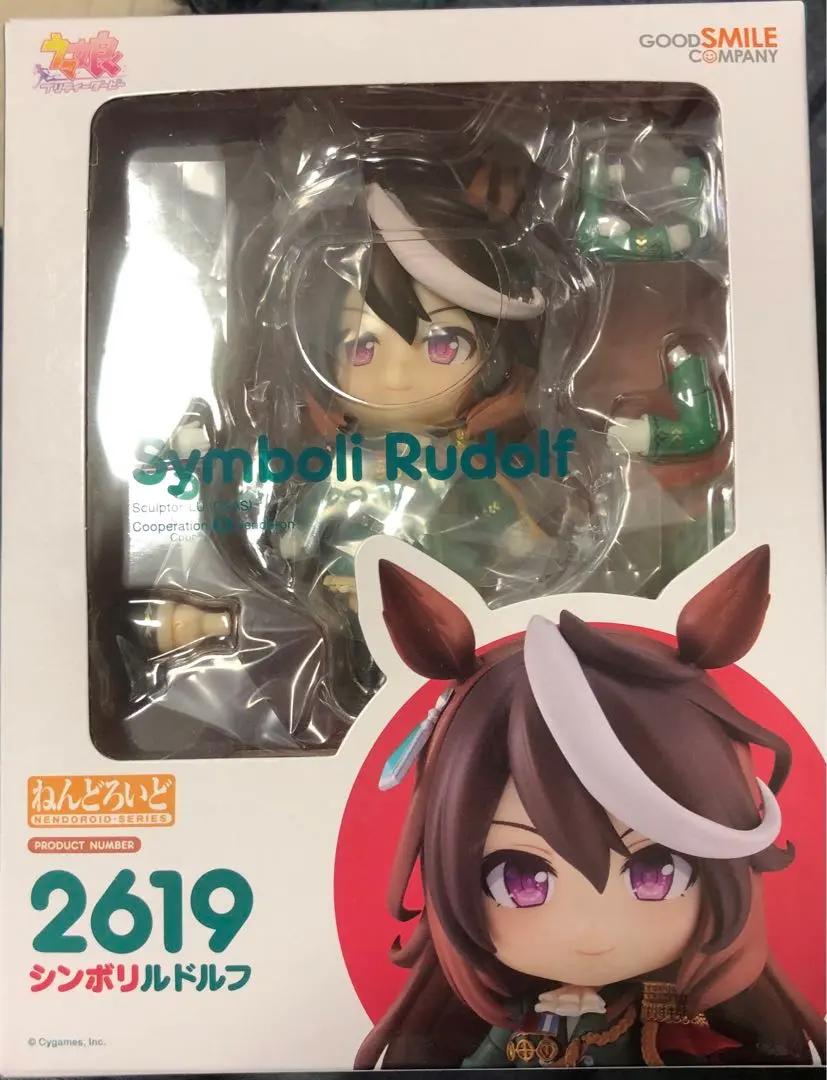 ウマ娘
プリティーダービー
GOODSMILE
COMPANY
Symboli Rudolf
Sculptor
Cooperation
ねんどろいど
NENDOROID·SERIES
PRODUCT NUMBER
2619
シンボリルドルフ
© Cygames, Inc.